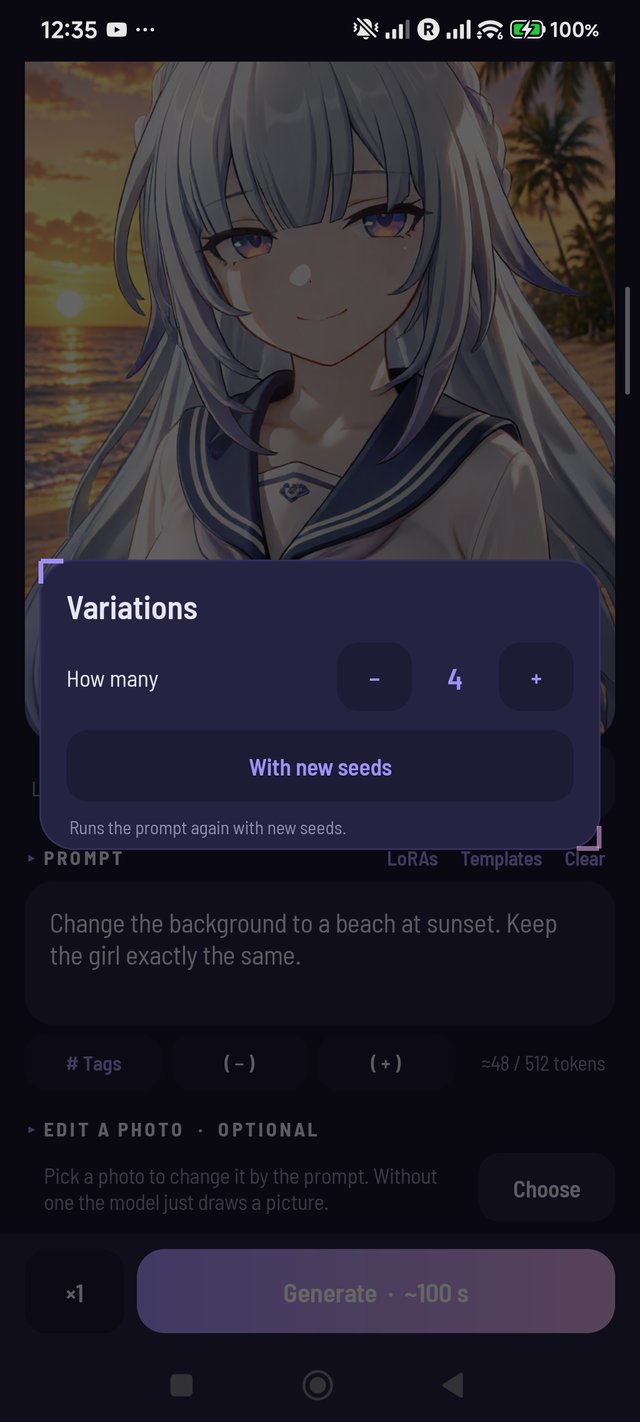 12:35
R
6
100%
Variations
How many
–
4
+
With new seeds
Runs the prompt again with new seeds.
L
PROMPT
LoRAs
Templates
Clear
Change the background to a beach at sunset. Keep
the girl exactly the same.
# Tags
( – )
( + )
≈48 / 512 tokens
EDIT A PHOTO · OPTIONAL
Pick a photo to change it by the prompt. Without
one the model just draws a picture.
Choose
×1
Generate · ~100 s